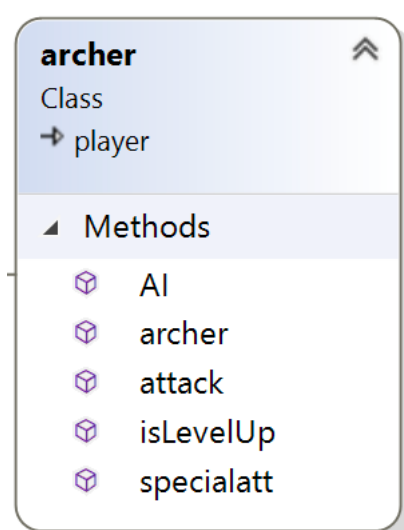 archer
Class
player
Methods
AI
archer
attack
isLevelUp
specialatt